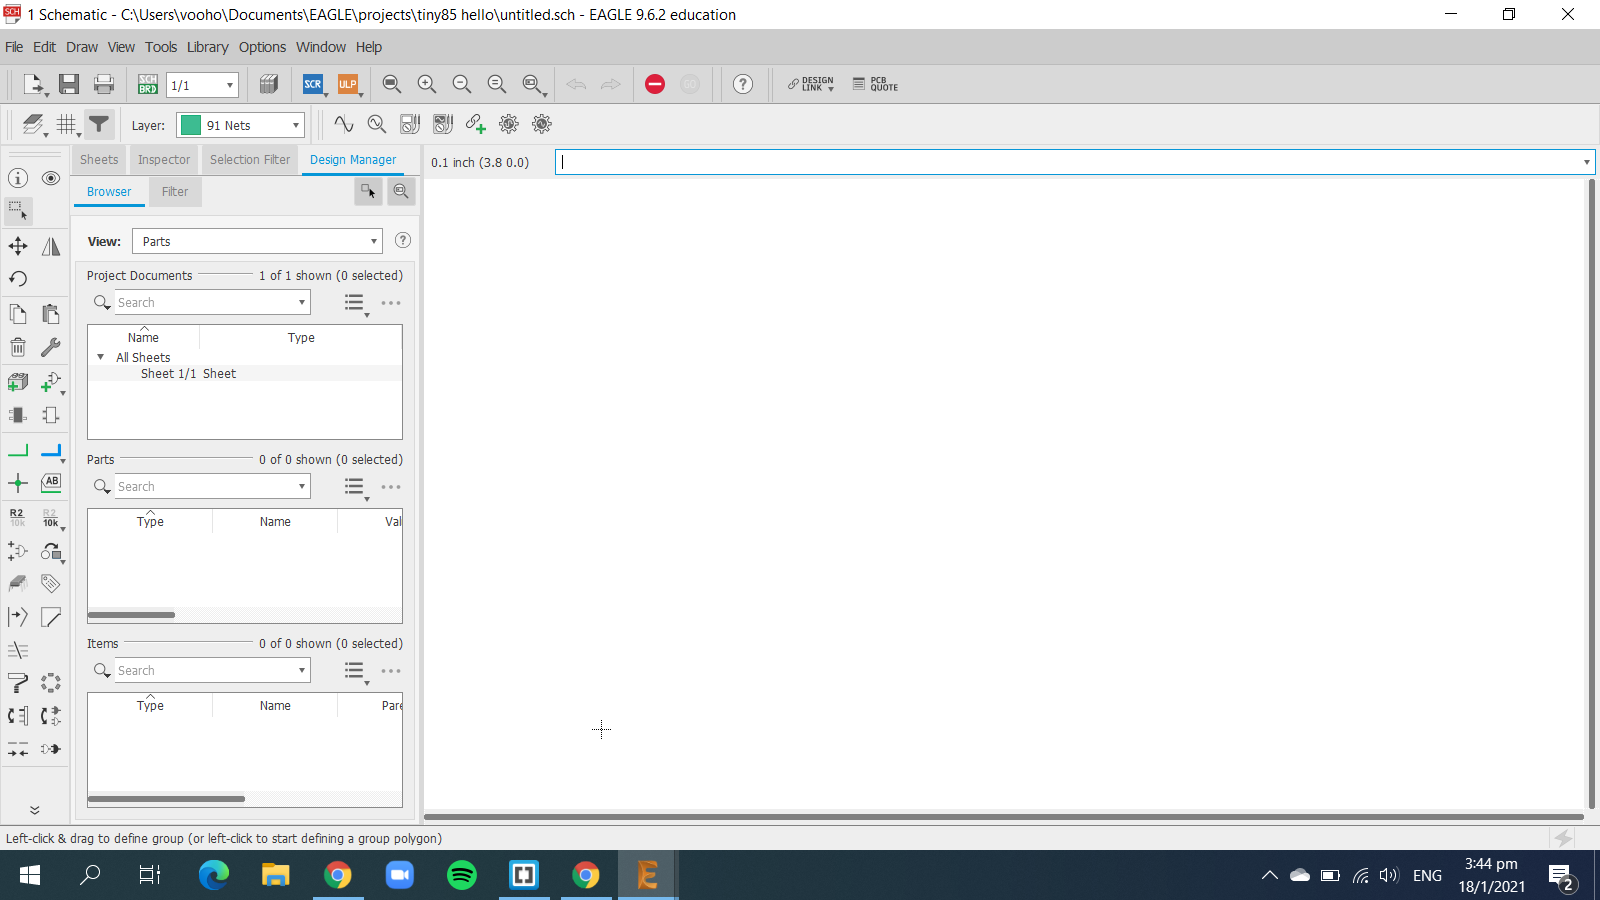 SCH 1 Schematic - C:\Users\vooho\Documents\EAGLE\projects\tiny85 hello\untitled.sch - EAGLE 9.6.2 education
File Edit Draw View Tools Library Options Window Help
SCH BRD 1/1 SCR ULP GO ? DESIGN LINK PCB QUOTE
Layer: 91 Nets
Sheets Inspector Selection Filter Design Manager
0.1 inch (3.8 0.0)
Browser Filter
View: Parts ?
Project Documents 1 of 1 shown (0 selected)
Search
Name Type
All Sheets
Sheet 1/1 Sheet
Parts 0 of 0 shown (0 selected)
Search
Type Name Val
Items 0 of 0 shown (0 selected)
Search
Type Name Pare
AB
R2 10k R2 10k
Left-click & drag to define group (or left-click to start defining a group polygon)
ENG
3:44 pm
18/1/2021
2